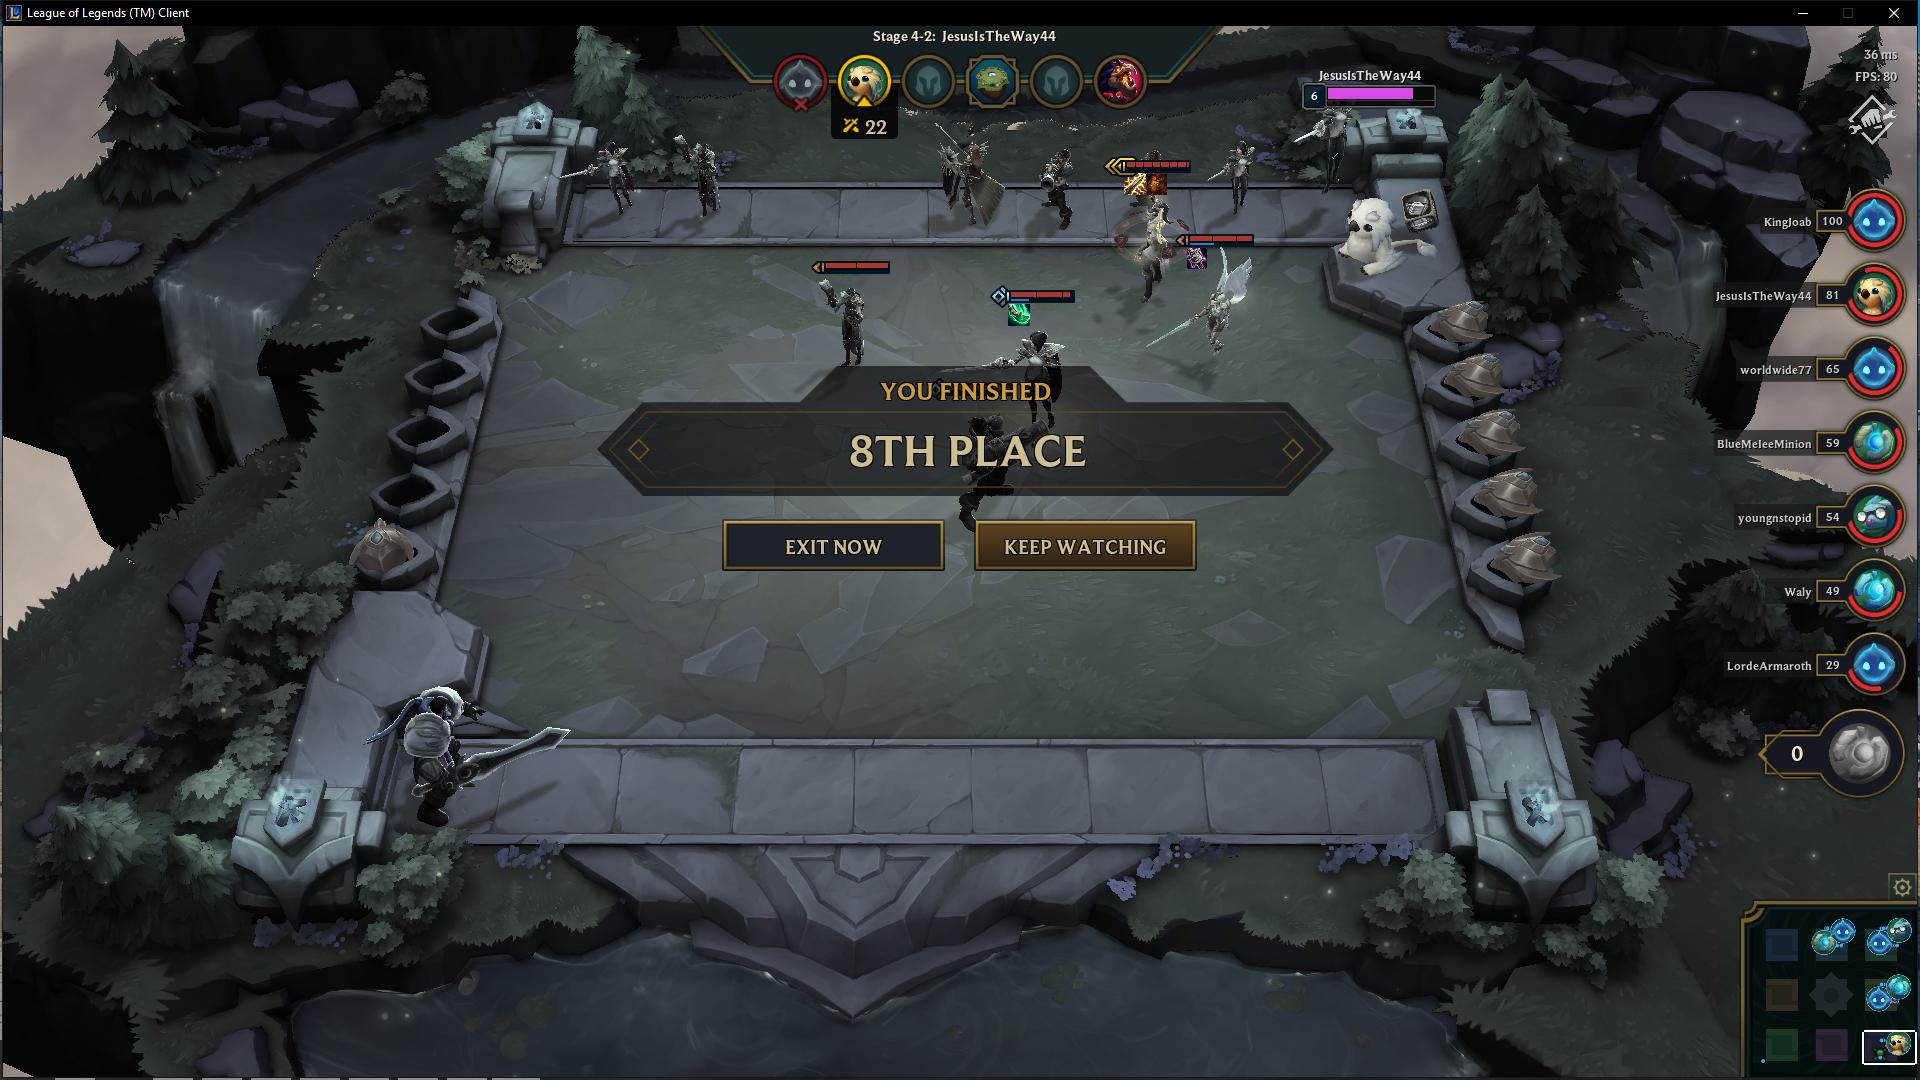 League of Legends (TM) Client
Stage 4-2: JesusIsTheWay44
36 ms
FPS: 80
22
JesusIsTheWay44
6
KingJoab 100
JesusIsTheWay44 81
worldwide77 65
BlueMeleeMinion 59
youngnstopid 54
Waly 49
LordeArmaroth 29
0
YOU FINISHED
8TH PLACE
EXIT NOW
KEEP WATCHING